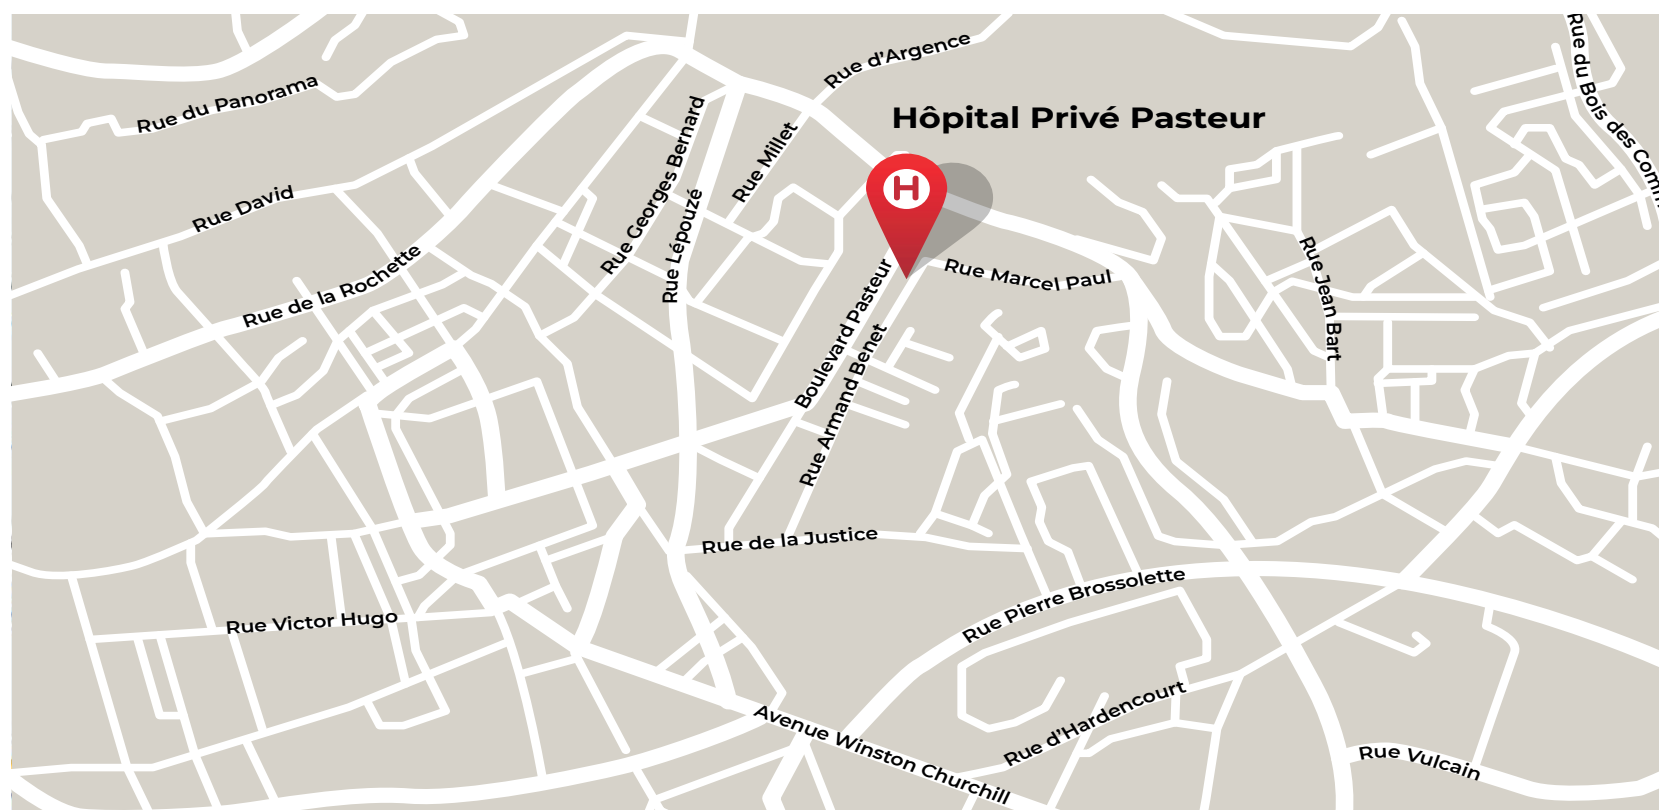 Rue d'Argence
Rue du Bois des Comm
Rue du Panorama
Hôpital Privé Pasteur
H
Rue Georges Bernard
Rue Millet
Rue David
Rue Lépouzé
Rue de la Rochette
Rue Marcel Paul
Rue Jean Bart
Boulevard Pasteur
Rue Armand Benet
Rue de la Justice
Rue Pierre Brossolette
Rue Victor Hugo
Rue d'Hardencourt
Avenue Winston Churchill
Rue Vulcain